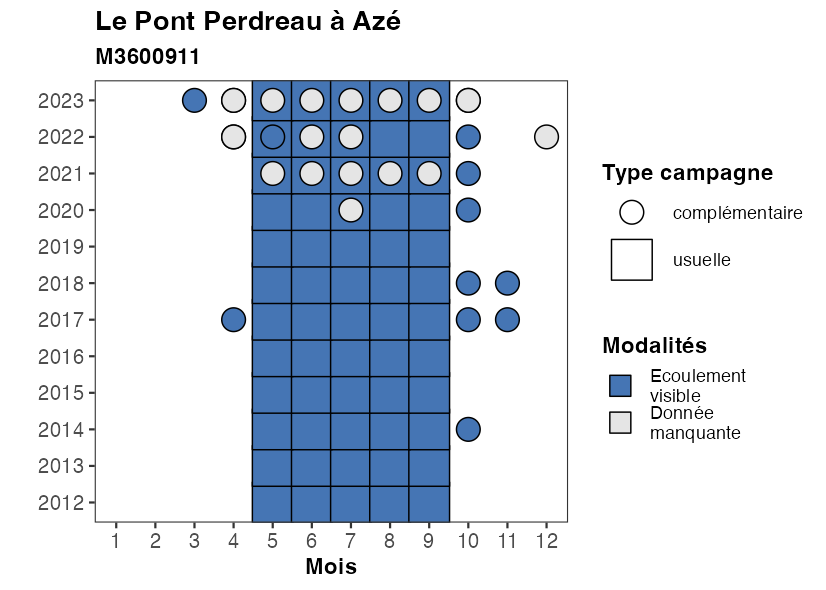 Le Pont Perdreau à Azé
M3600911
2023
2022
2021
2020
2019
2018
2017
2016
2015
2014
2013
2012
1 2 3 4 5 6 7 8 9 10 11 12
Mois
Type campagne
complémentaire
usuelle
Modalités
Ecoulement
visible
Donnée
manquante